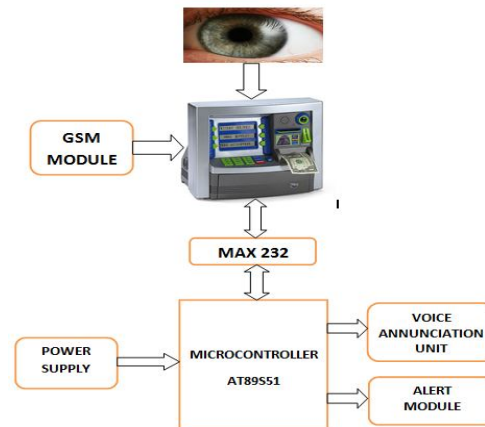 GSM
MODULE
MAX 232
MICROCONTROLLER
AT89S51
POWER
SUPPLY
VOICE
ANNUNCIATION
UNIT
ALERT
MODULE